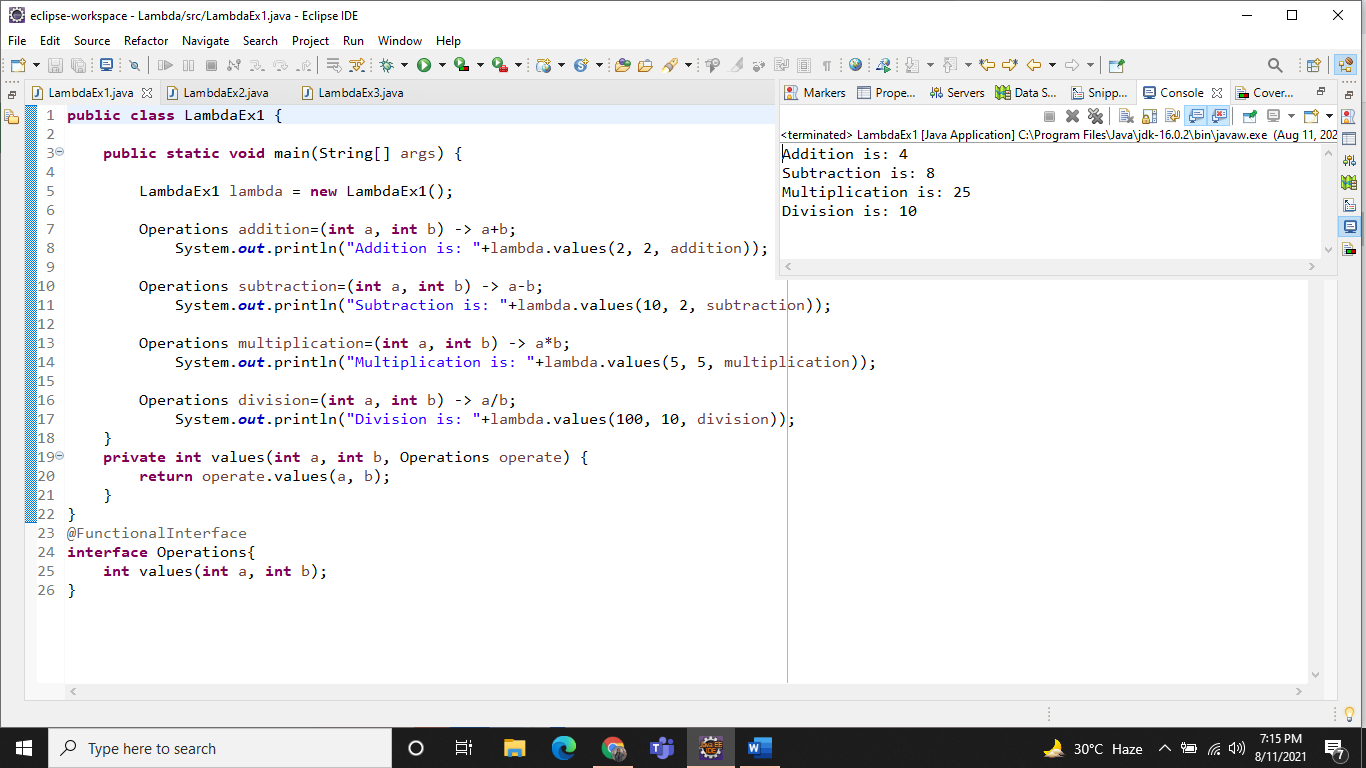 eclipse-workspace - Lambda/src/LambdaEx1.java - Eclipse IDE
File Edit Source Refactor Navigate Search Project Run Window Help
LambdaEx1.java LambdaEx2.java LambdaEx3.java
1 public class LambdaEx1 {
2
3 public static void main(String[] args) {
4
5 LambdaEx1 lambda = new LambdaEx1();
6
7 Operations addition=(int a, int b) -> a+b;
8 System.out.println("Addition is: "+lambda.values(2, 2, addition));
9
10 Operations subtraction=(int a, int b) -> a-b;
11 System.out.println("Subtraction is: "+lambda.values(10, 2, subtraction));
12
13 Operations multiplication=(int a, int b) -> a*b;
14 System.out.println("Multiplication is: "+lambda.values(5, 5, multiplication));
15
16 Operations division=(int a, int b) -> a/b;
17 System.out.println("Division is: "+lambda.values(100, 10, division));
18 }
19 private int values(int a, int b, Operations operate) {
20 return operate.values(a, b);
21 }
22 }
23 @FunctionalInterface
24 interface Operations{
25 int values(int a, int b);
26 }
Markers Prope... Servers Data S... Snipp... Console Cover...
<terminated> LambdaEx1 [Java Application] C:\Program Files\Java\jdk-16.0.2\bin\javaw.exe (Aug 11, 202
Addition is: 4
Subtraction is: 8
Multiplication is: 25
Division is: 10
Type here to search
30°C Haze
7:15 PM
8/11/2021
7